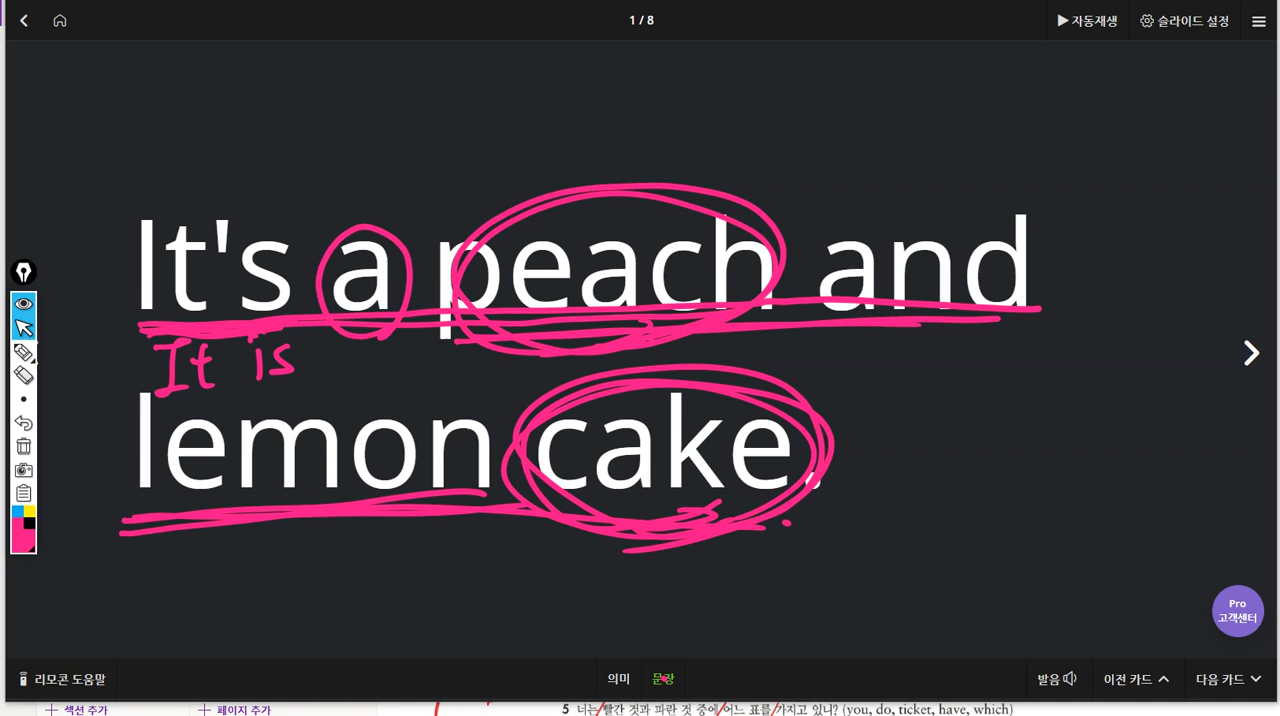 1 / 8
▶ 자동재생
슬라이드 설정
It's a peach and
It is
lemon cake.
Pro
고객센터
리모콘 도움말
의미
문장
발음
이전 카드
다음 카드
섹션 추가
페이지 추가
5 너는 빨간 것과 파란 것 중에 어느 표를 가지고 있니? (you, do, ticket, have, which)